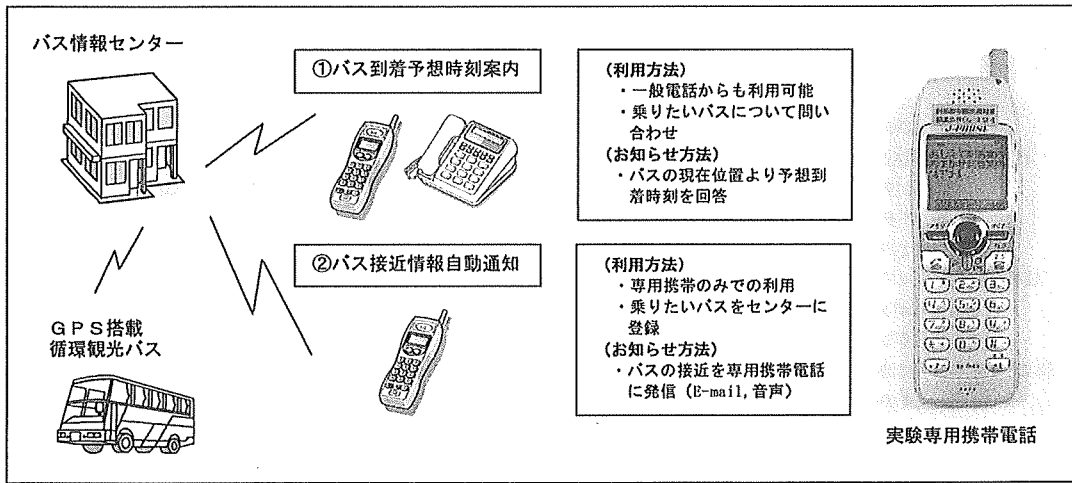 バス情報センター
①バス到着予想時刻案内
(利用方法)
・一般電話からも利用可能
・乗りたいバスについて問い
合わせ
(お知らせ方法)
・バスの現在位置より予想到
着時刻を回答
②バス接近情報自動通知
(利用方法)
・専用携帯のみでの利用
・乗りたいバスをセンターに
登録
(お知らせ方法)
・バスの接近を専用携帯電話
に発信(E-mail,音声)
GPS搭載
循環観光バス
J-PHONE
実験専用携帯電話